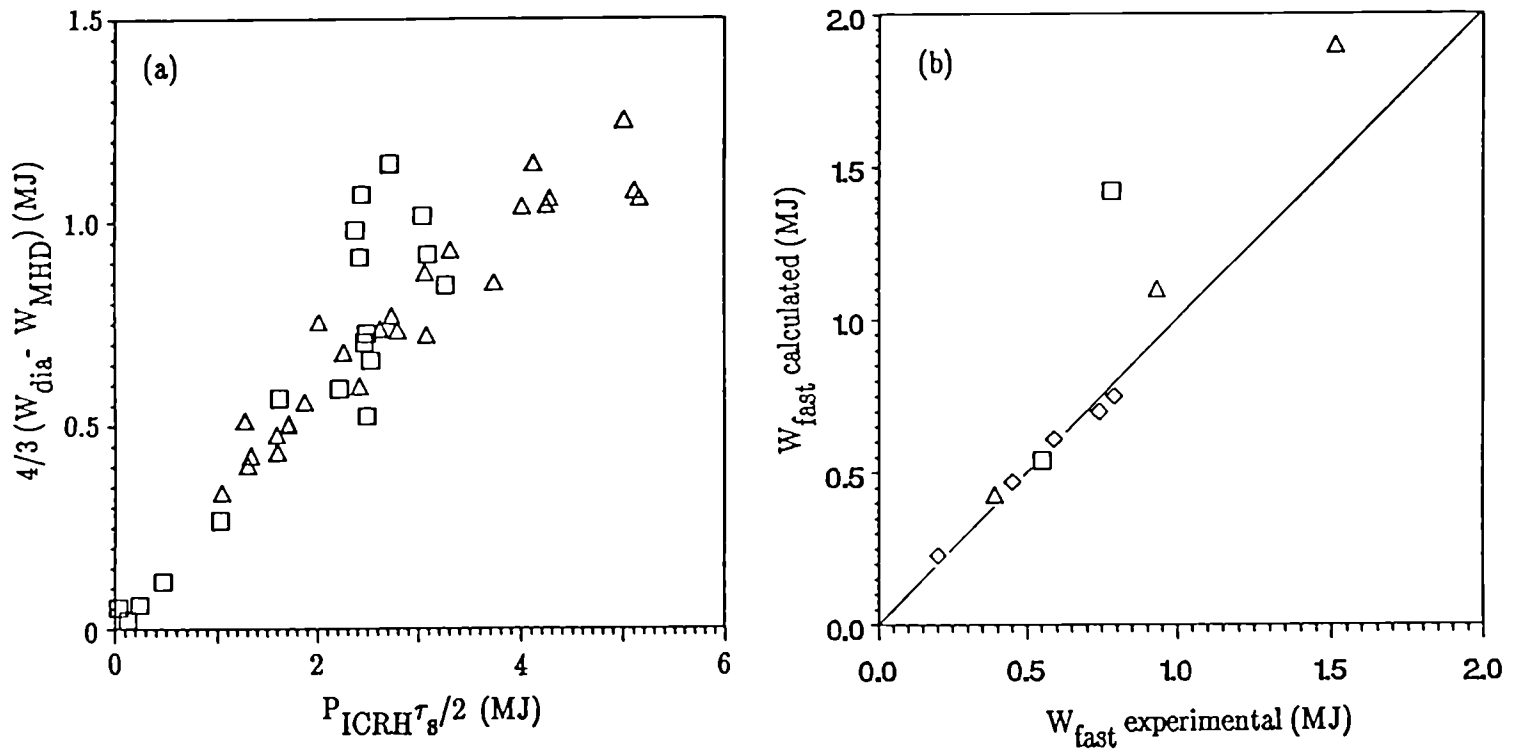 1.5
1.0
0.5
0
(a)
4/3 (W_dia - W_MHD) (MJ)
0 2 4 6
P_ICRH τ_s/2 (MJ)
2.0
1.5
1.0
0.5
0.0
(b)
W_fast calculated (MJ)
0.0 0.5 1.0 1.5 2.0
W_fast experimental (MJ)